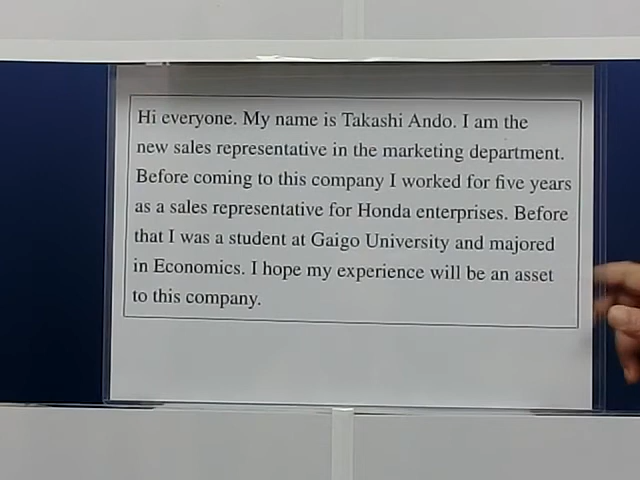 Hi everyone. My name is Takashi Ando. I am the
new sales representative in the marketing department.
Before coming to this company I worked for five years
as a sales representative for Honda enterprises. Before
that I was a student at Gaigo University and majored
in Economics. I hope my experience will be an asset
to this company.